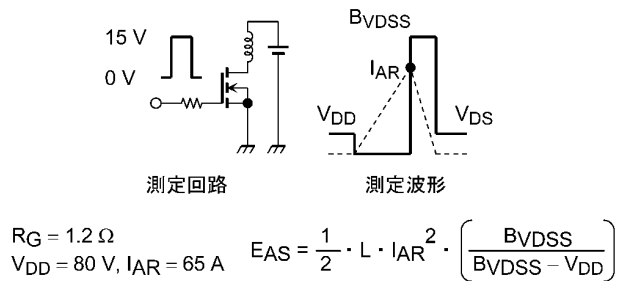 15 V
0 V
BVDSS
IAR
VDD
VDS
測定回路
測定波形
RG = 1.2 Ω
VDD = 80 V, IAR = 65 A
EAS = 1/2 · L · IAR² · (BVDSS / (BVDSS − VDD))